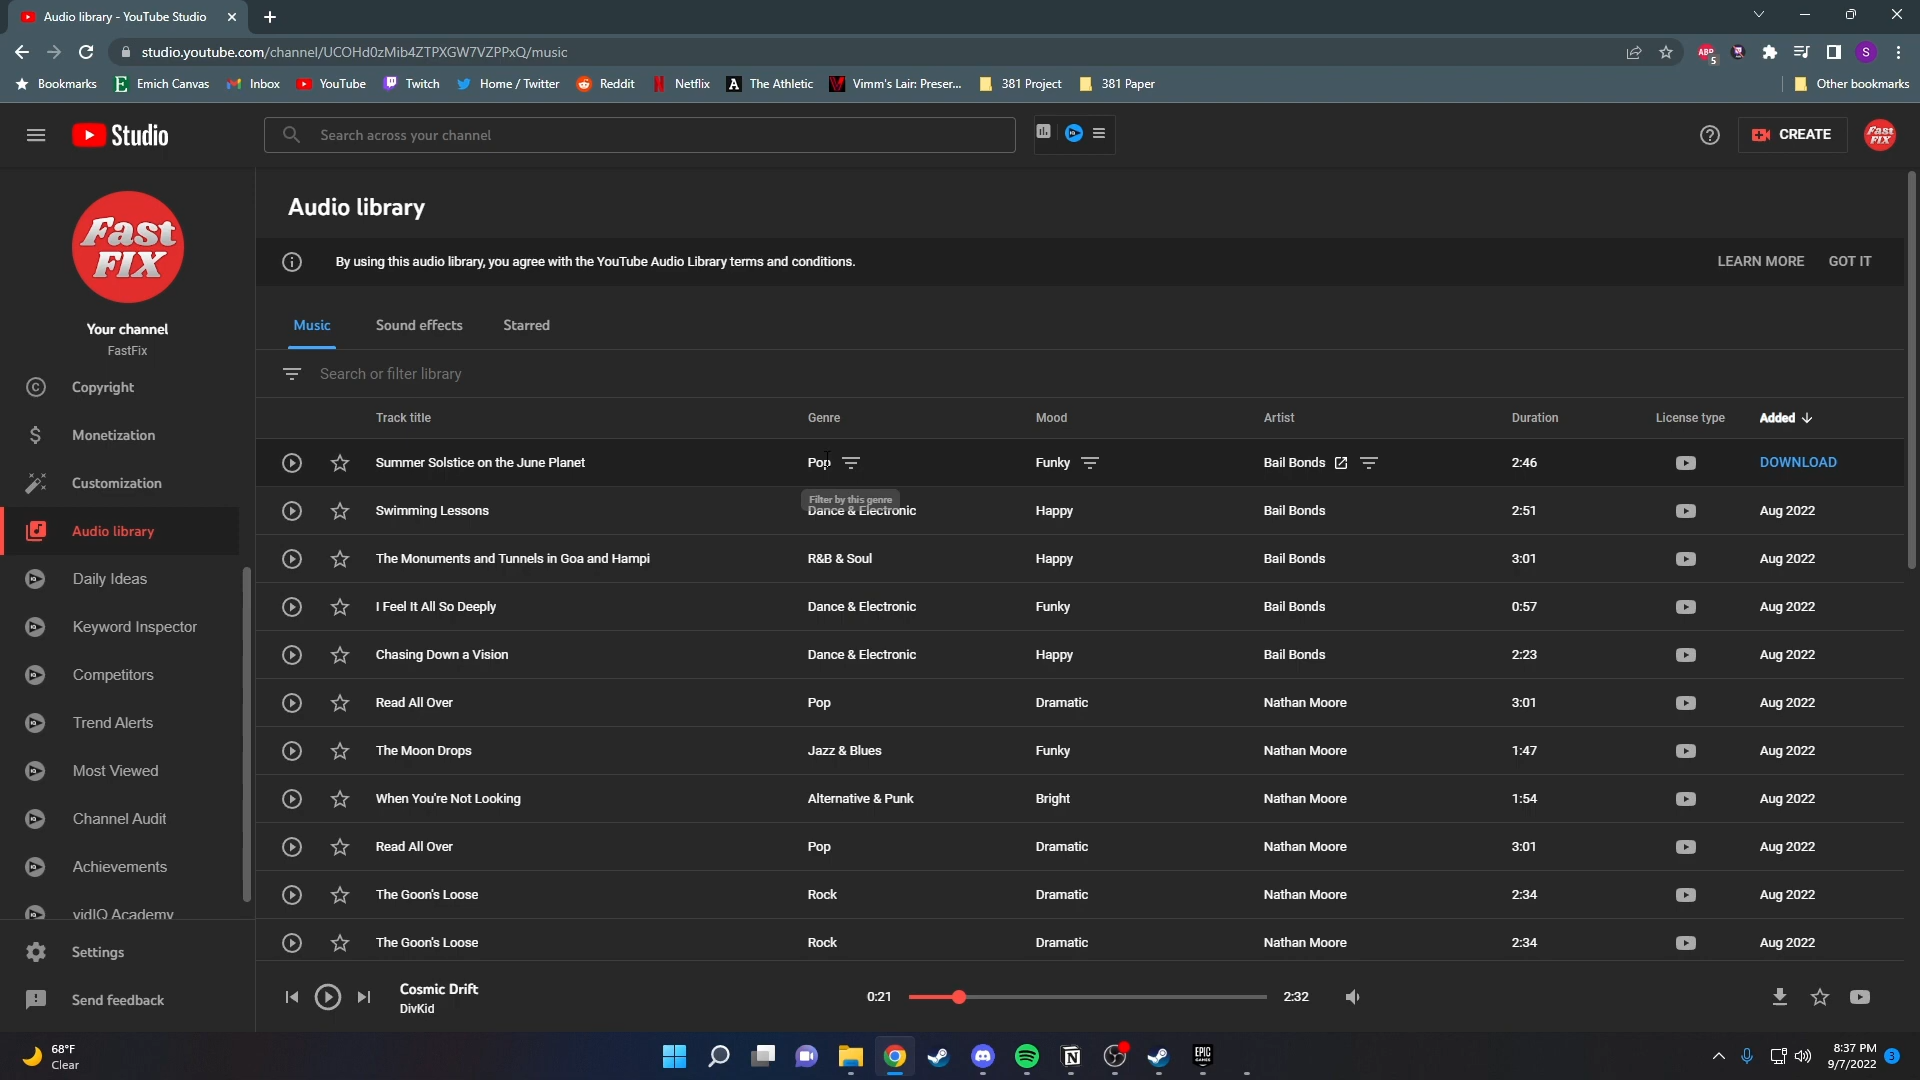 Audio library - YouTube Studio
studio.youtube.com/channel/UCOHd0zMib4ZTPXGW7VZPPxQ/music
ABP 5 S
Bookmarks Emich Canvas Inbox YouTube Twitch Home / Twitter Reddit Netflix A The Athletic Vimm's Lair: Preser... 381 Project 381 Paper Other bookmarks
Studio Search across your channel CREATE Fast FIX
Fast
FIX
Your channel
FastFix
Copyright
Monetization
Customization
Audio library
Daily Ideas
Keyword Inspector
Competitors
Trend Alerts
Most Viewed
Channel Audit
Achievements
vidIQ Academy
Settings
Send feedback
Audio library
By using this audio library, you agree with the YouTube Audio Library terms and conditions. LEARN MORE GOT IT
Music Sound effects Starred
Search or filter library
Track title Genre Mood Artist Duration License type Added
Summer Solstice on the June Planet Pop Funky Bail Bonds 2:46 DOWNLOAD
Filter by this genre
Swimming Lessons Dance & Electronic Happy Bail Bonds 2:51 Aug 2022
The Monuments and Tunnels in Goa and Hampi R&B & Soul Happy Bail Bonds 3:01 Aug 2022
I Feel It All So Deeply Dance & Electronic Funky Bail Bonds 0:57 Aug 2022
Chasing Down a Vision Dance & Electronic Happy Bail Bonds 2:23 Aug 2022
Read All Over Pop Dramatic Nathan Moore 3:01 Aug 2022
The Moon Drops Jazz & Blues Funky Nathan Moore 1:47 Aug 2022
When You're Not Looking Alternative & Punk Bright Nathan Moore 1:54 Aug 2022
Read All Over Pop Dramatic Nathan Moore 3:01 Aug 2022
The Goon's Loose Rock Dramatic Nathan Moore 2:34 Aug 2022
The Goon's Loose Rock Dramatic Nathan Moore 2:34 Aug 2022
Cosmic Drift 0:21 2:32
DivKid
68°F
Clear
EPIC GAMES
8:37 PM
9/7/2022 3